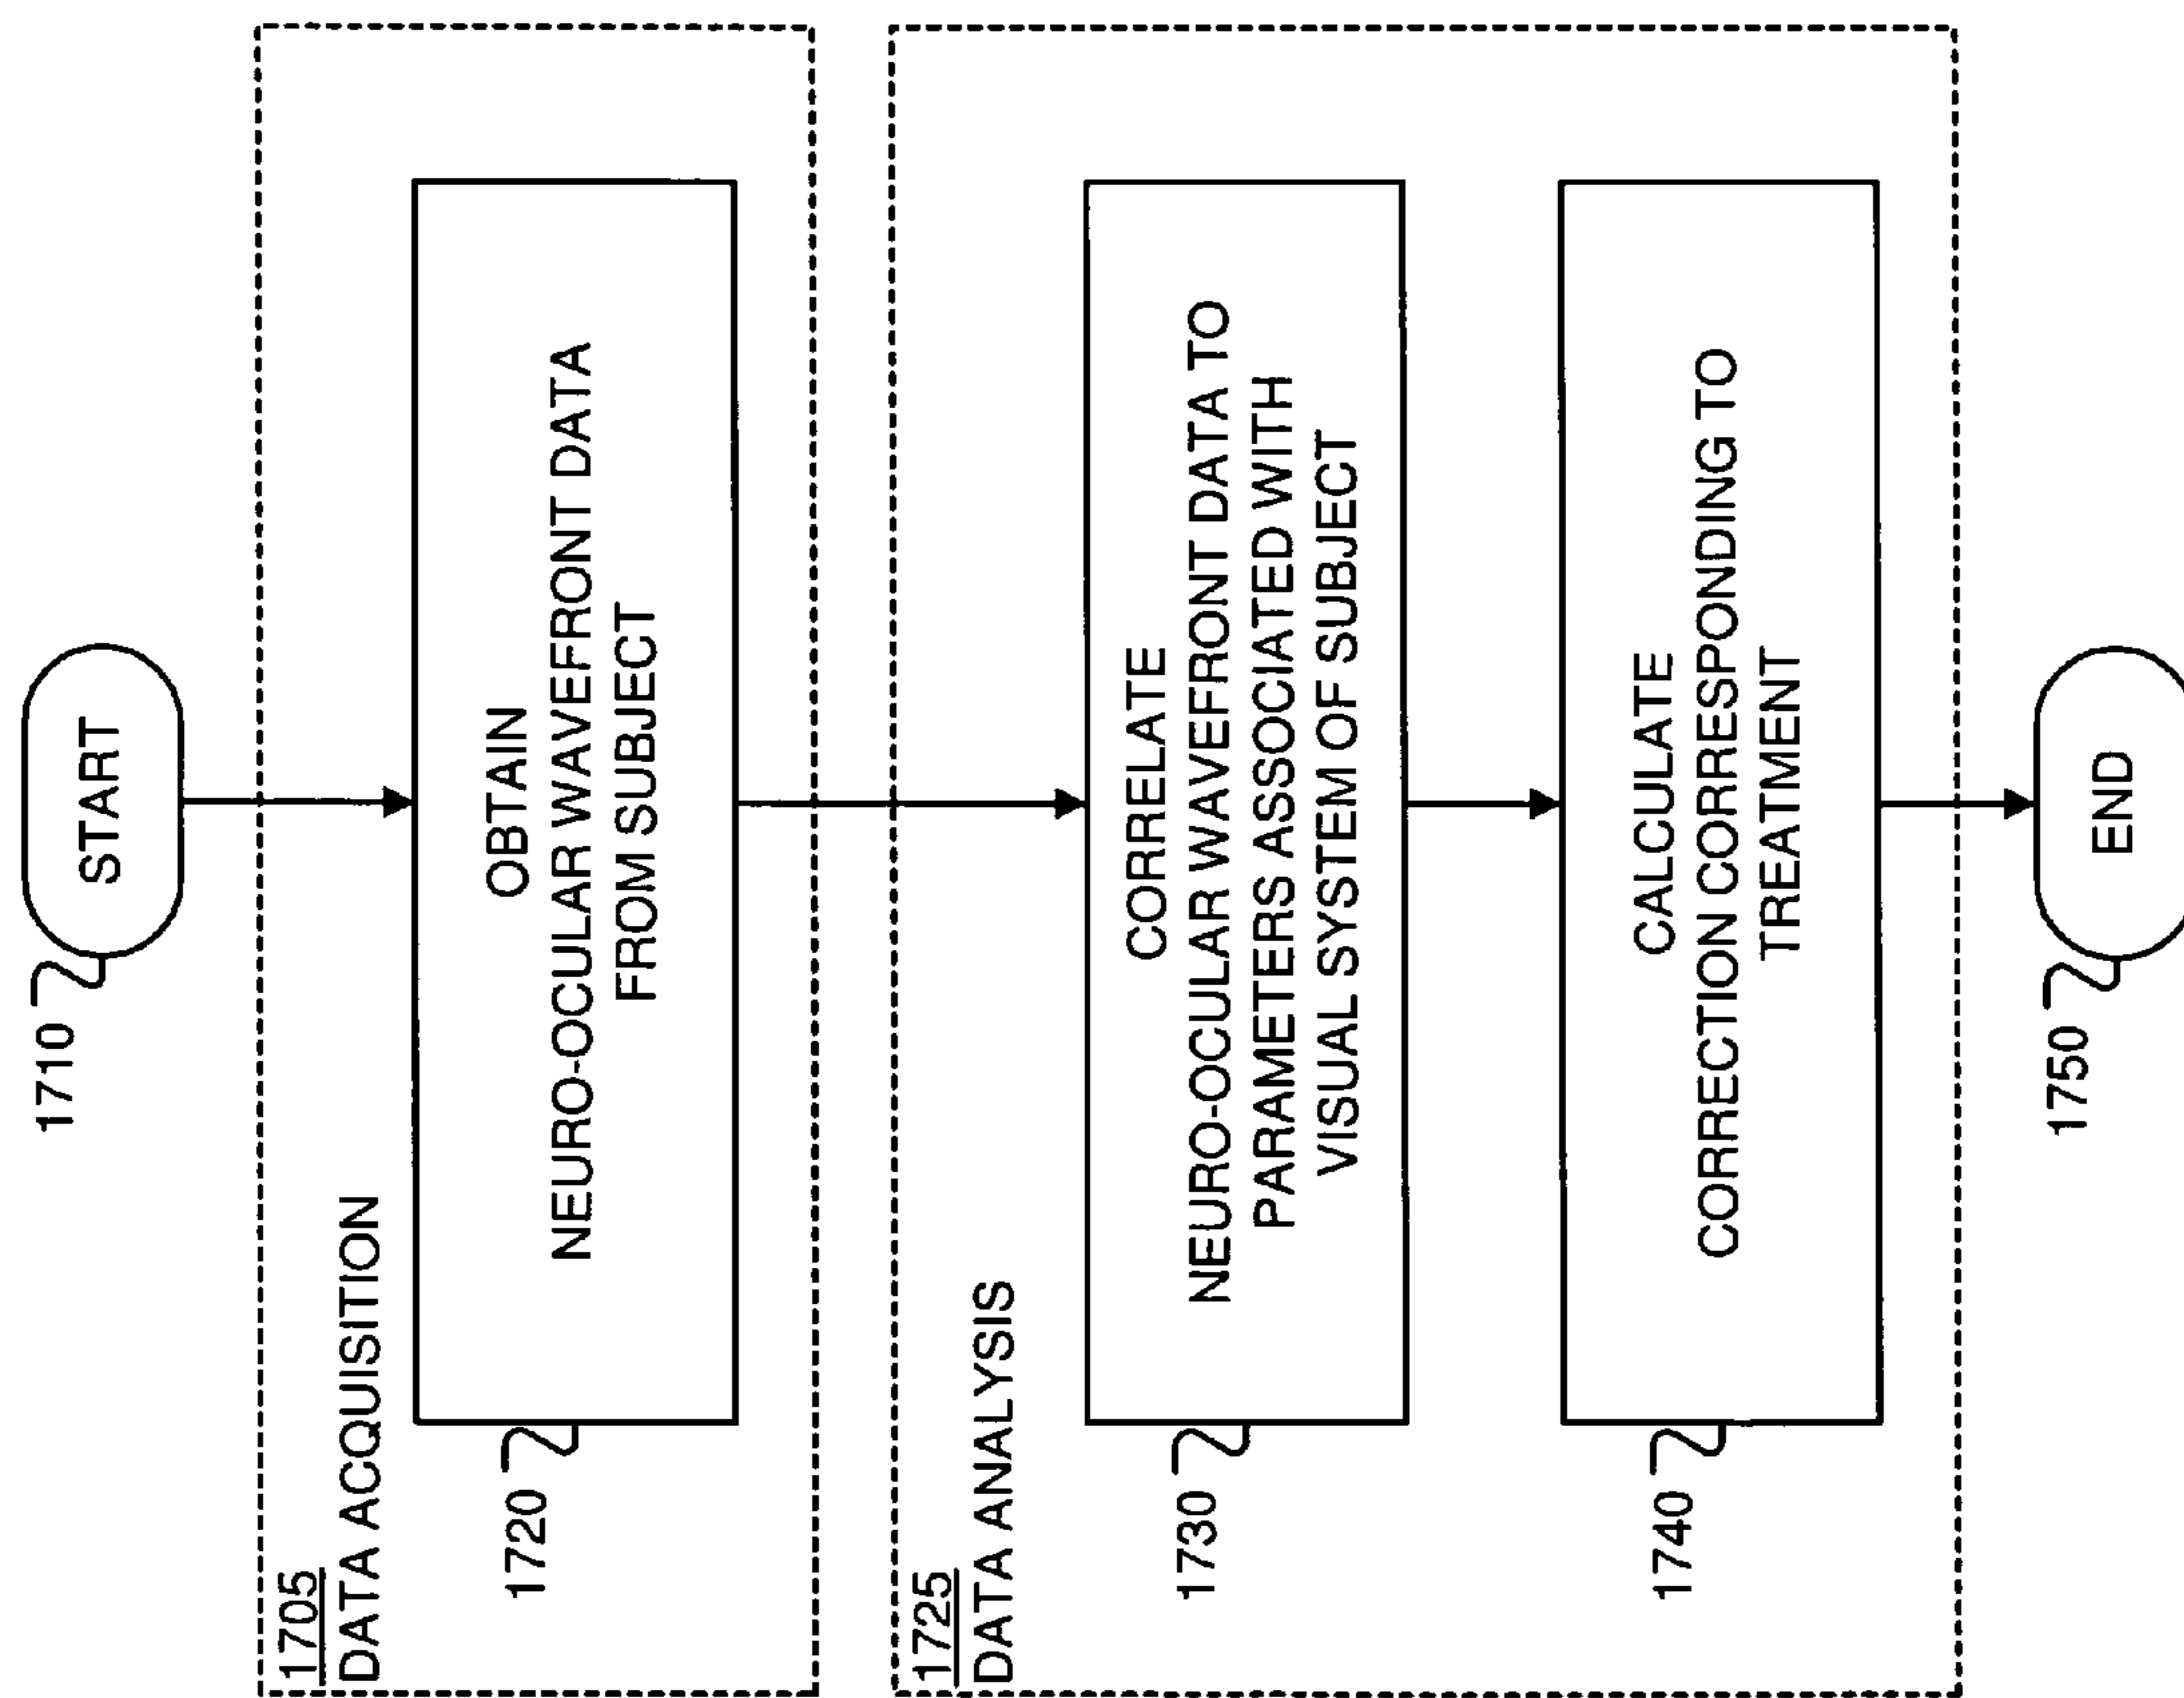 1710
START
1705
DATA ACQUISITION
1720
OBTAIN
NEURO-OCULAR WAVEFRONT DATA
FROM SUBJECT
1725
DATA ANALYSIS
1730
CORRELATE
NEURO-OCULAR WAVEFRONT DATA TO
PARAMETERS ASSOCIATED WITH
VISUAL SYSTEM OF SUBJECT
1740
CALCULATE
CORRECTION CORRESPONDING TO
TREATMENT
1750
END